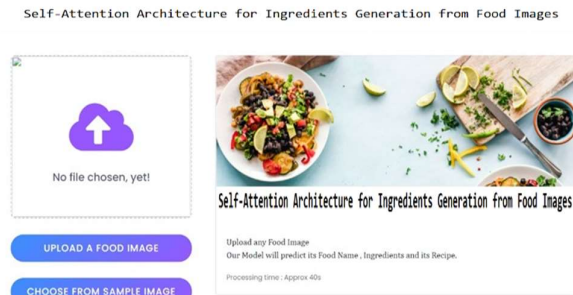 Self-Attention Architecture for Ingredients Generation from Food Images
No file chosen, yet!
UPLOAD A FOOD IMAGE
CHOOSE FROM SAMPLE IMAGE
Self-Attention Architecture for Ingredients Generation from Food Images
Upload any Food Image
Our Model will predict its Food Name , Ingredients and its Recipe.
Processing time : Approx 40s